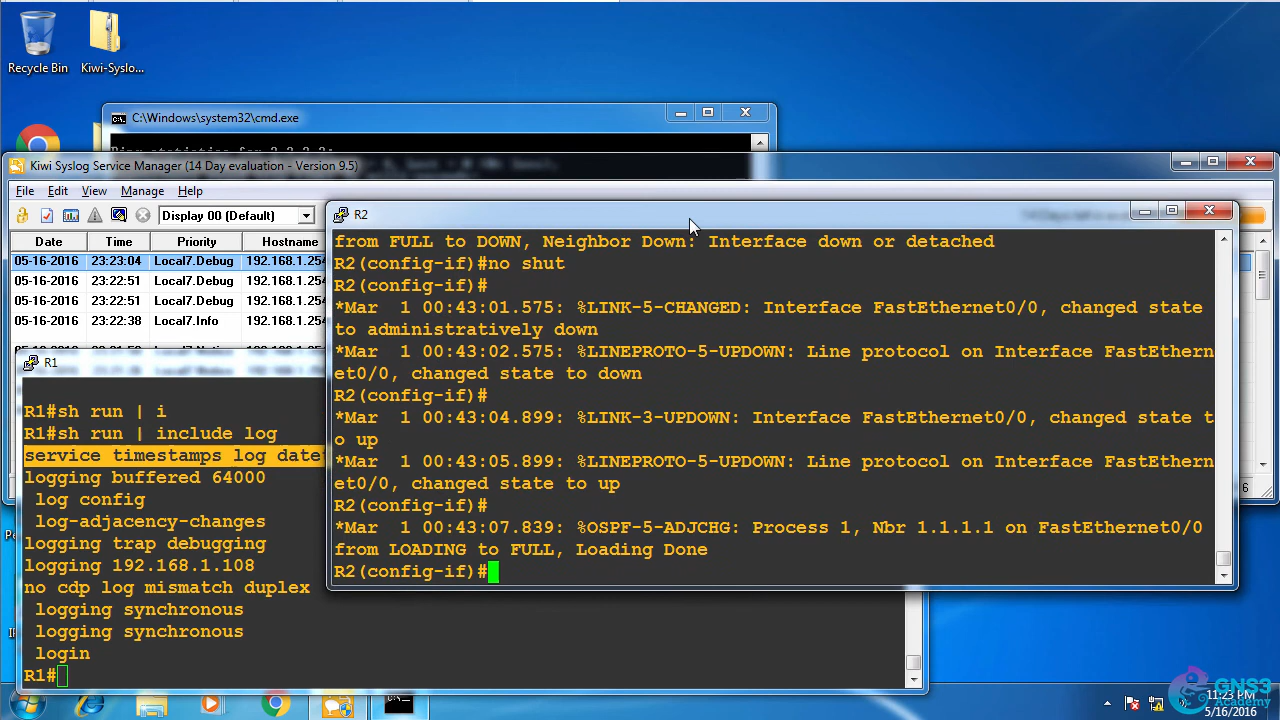 Recycle Bin
Kiwi-Syslo...
C:\Windows\system32\cmd.exe
Kiwi Syslog Service Manager (14 Day evaluation - Version 9.5)
File Edit View Manage Help
Display 00 (Default)
Date Time Priority Hostname
05-16-2016 23:23:04 Local7.Debug 192.168.1.254
05-16-2016 23:22:51 Local7.Debug 192.168.1.254
05-16-2016 23:22:51 Local7.Debug 192.168.1.254
05-16-2016 23:22:38 Local7.Info 192.168.1.254
6
R2
from FULL to DOWN, Neighbor Down: Interface down or detached
R2(config-if)#no shut
R2(config-if)#
*Mar  1 00:43:01.575: %LINK-5-CHANGED: Interface FastEthernet0/0, changed state
to administratively down
*Mar  1 00:43:02.575: %LINEPROTO-5-UPDOWN: Line protocol on Interface FastEthern
et0/0, changed state to down
R2(config-if)#
*Mar  1 00:43:04.899: %LINK-3-UPDOWN: Interface FastEthernet0/0, changed state t
o up
*Mar  1 00:43:05.899: %LINEPROTO-5-UPDOWN: Line protocol on Interface FastEthern
et0/0, changed state to up
R2(config-if)#
*Mar  1 00:43:07.839: %OSPF-5-ADJCHG: Process 1, Nbr 1.1.1.1 on FastEthernet0/0
from LOADING to FULL, Loading Done
R2(config-if)#
R1
R1#sh run | i
R1#sh run | include log
service timestamps log date
logging buffered 64000
 log config
 log-adjacency-changes
logging trap debugging
logging 192.168.1.108
no cdp log mismatch duplex
 logging synchronous
 logging synchronous
 login
R1#
11:23 PM
5/16/2016
GNS3
Academy